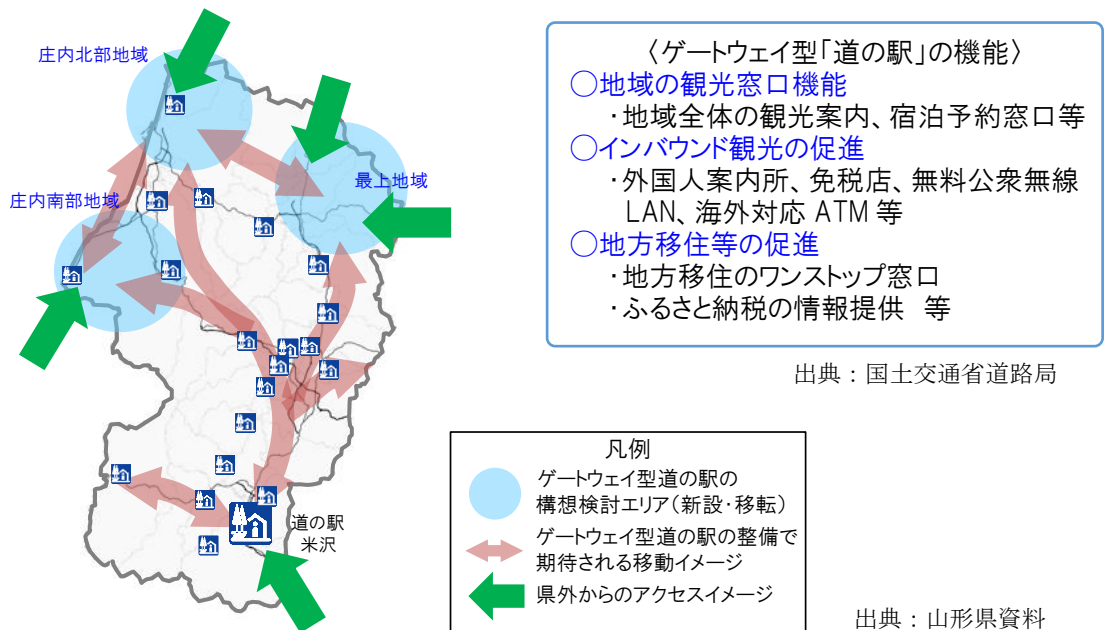 庄内北部地域
最上地域
庄内南部地域
道の駅
米沢
〈ゲートウェイ型「道の駅」の機能〉
○地域の観光窓口機能
・地域全体の観光案内、宿泊予約窓口等
○インバウンド観光の促進
・外国人案内所、免税店、無料公衆無線
LAN、海外対応 ATM 等
○地方移住等の促進
・地方移住のワンストップ窓口
・ふるさと納税の情報提供 等
出典：国土交通省道路局
凡例
ゲートウェイ型道の駅の
構想検討エリア（新設・移転）
ゲートウェイ型道の駅の整備で
期待される移動イメージ
県外からのアクセスイメージ
出典：山形県資料